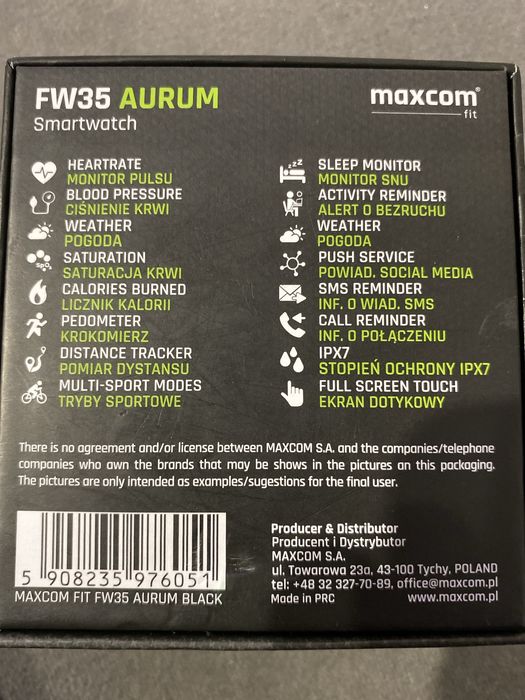 FW35 AURUM
Smartwatch
maxcom®
fit
HEARTRATE
MONITOR PULSU
BLOOD PRESSURE
CIŚNIENIE KRWI
WEATHER
POGODA
SpO₂
SATURATION
SATURACJA KRWI
CALORIES BURNED
LICZNIK KALORII
PEDOMETER
KROKOMIERZ
DISTANCE TRACKER
POMIAR DYSTANSU
MULTI-SPORT MODES
TRYBY SPORTOWE
zzZ
SLEEP MONITOR
MONITOR SNU
ACTIVITY REMINDER
ALERT O BEZRUCHU
WEATHER
POGODA
PUSH SERVICE
POWIAD. SOCIAL MEDIA
SMS REMINDER
INF. O WIAD. SMS
CALL REMINDER
INF. O POŁĄCZENIU
IPX7
STOPIEŃ OCHRONY IPX7
FULL SCREEN TOUCH
EKRAN DOTYKOWY
There is no agreement and/or license between MAXCOM S.A. and the companies/telephone
companies who awn the brands that may be shows in the pictures an this packaging.
The pictures are only intended as examples/sugestions for the final user.
5 908235 976051
MAXCOM FIT FW35 AURUM BLACK
Producer & Distributor
Producent i Dystrybutor
MAXCOM S.A.
ul. Towarowa 23a, 43-100 Tychy, POLAND
tel: +48 32 327-70-89, office@maxcom.pl
Made in PRC www.maxcom.pl